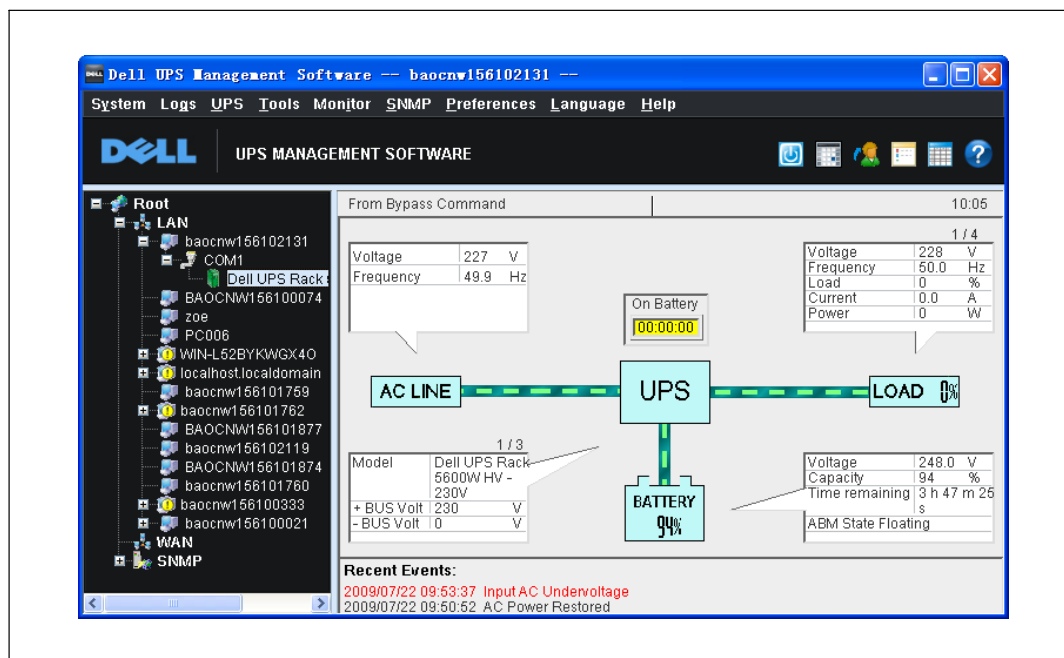 Dell UPS Management Software -- baocnw156102131 --
System Logs UPS Tools Monitor SNMP Preferences Language Help
DELL UPS MANAGEMENT SOFTWARE
Root
LAN
baocnw156102131
COM1
Dell UPS Rack
BAOCNW156100074
zoe
PC006
WIN-L52BYKWGX4O
localhost.localdomain
baocnw156101759
baocnw156101762
BAOCNW156101877
baocnw156102119
BAOCNW156101874
baocnw156101760
baocnw156100333
baocnw156100021
WAN
SNMP
From Bypass Command 10:05
Voltage 227 V
Frequency 49.9 Hz
On Battery
00:00:00
1 / 4
Voltage 228 V
Frequency 50.0 Hz
Load 0 %
Current 0.0 A
Power 0 W
AC LINE
UPS
LOAD 0%
1 / 3
Model Dell UPS Rack
5600W HV -
230V
+ BUS Volt 230 V
- BUS Volt 0 V
BATTERY
94%
Voltage 248.0 V
Capacity 94 %
Time remaining 3 h 47 m 25
s
ABM State Floating
Recent Events:
2009/07/22 09:53:37 Input AC Undervoltage
2009/07/22 09:50:52 AC Power Restored